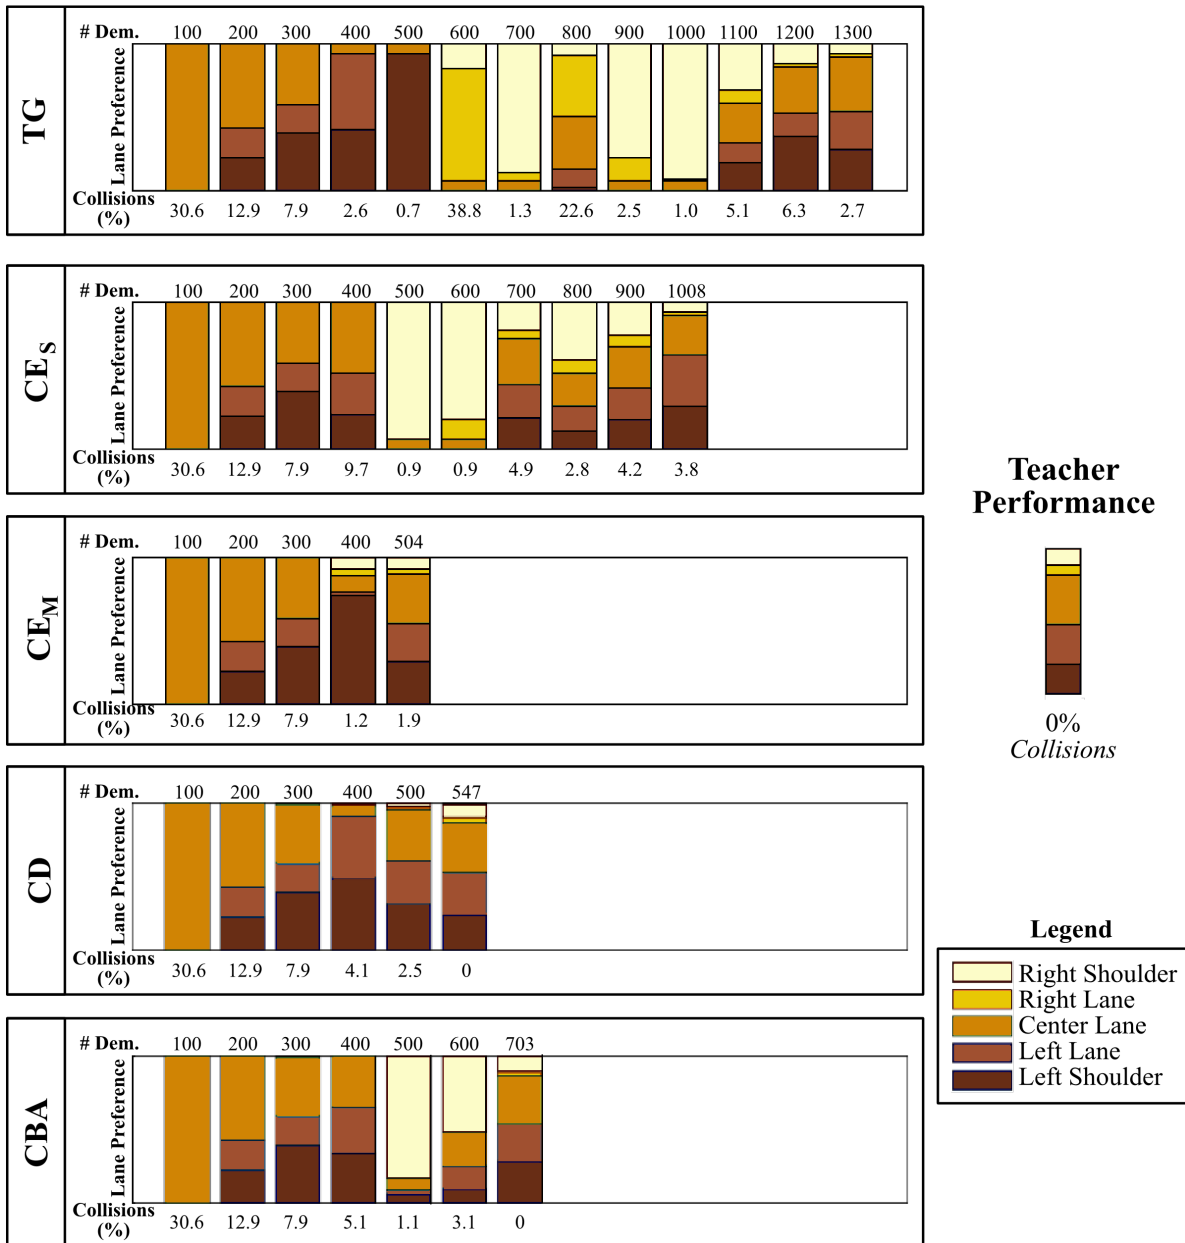 TG
# Dem. 100 200 300 400 500 600 700 800 900 1000 1100 1200 1300
Lane Preference
Collisions
(%) 30.6 12.9 7.9 2.6 0.7 38.8 1.3 22.6 2.5 1.0 5.1 6.3 2.7
CE S
# Dem. 100 200 300 400 500 600 700 800 900 1008
Lane Preference
Collisions
(%) 30.6 12.9 7.9 9.7 0.9 0.9 4.9 2.8 4.2 3.8
CE M
# Dem. 100 200 300 400 504
Lane Preference
Collisions
(%) 30.6 12.9 7.9 1.2 1.9
CD
# Dem. 100 200 300 400 500 547
Lane Preference
Collisions
(%) 30.6 12.9 7.9 4.1 2.5 0
CBA
# Dem. 100 200 300 400 500 600 703
Lane Preference
Collisions
(%) 30.6 12.9 7.9 5.1 1.1 3.1 0
Teacher
Performance
0%
Collisions
Legend
Right Shoulder
Right Lane
Center Lane
Left Lane
Left Shoulder